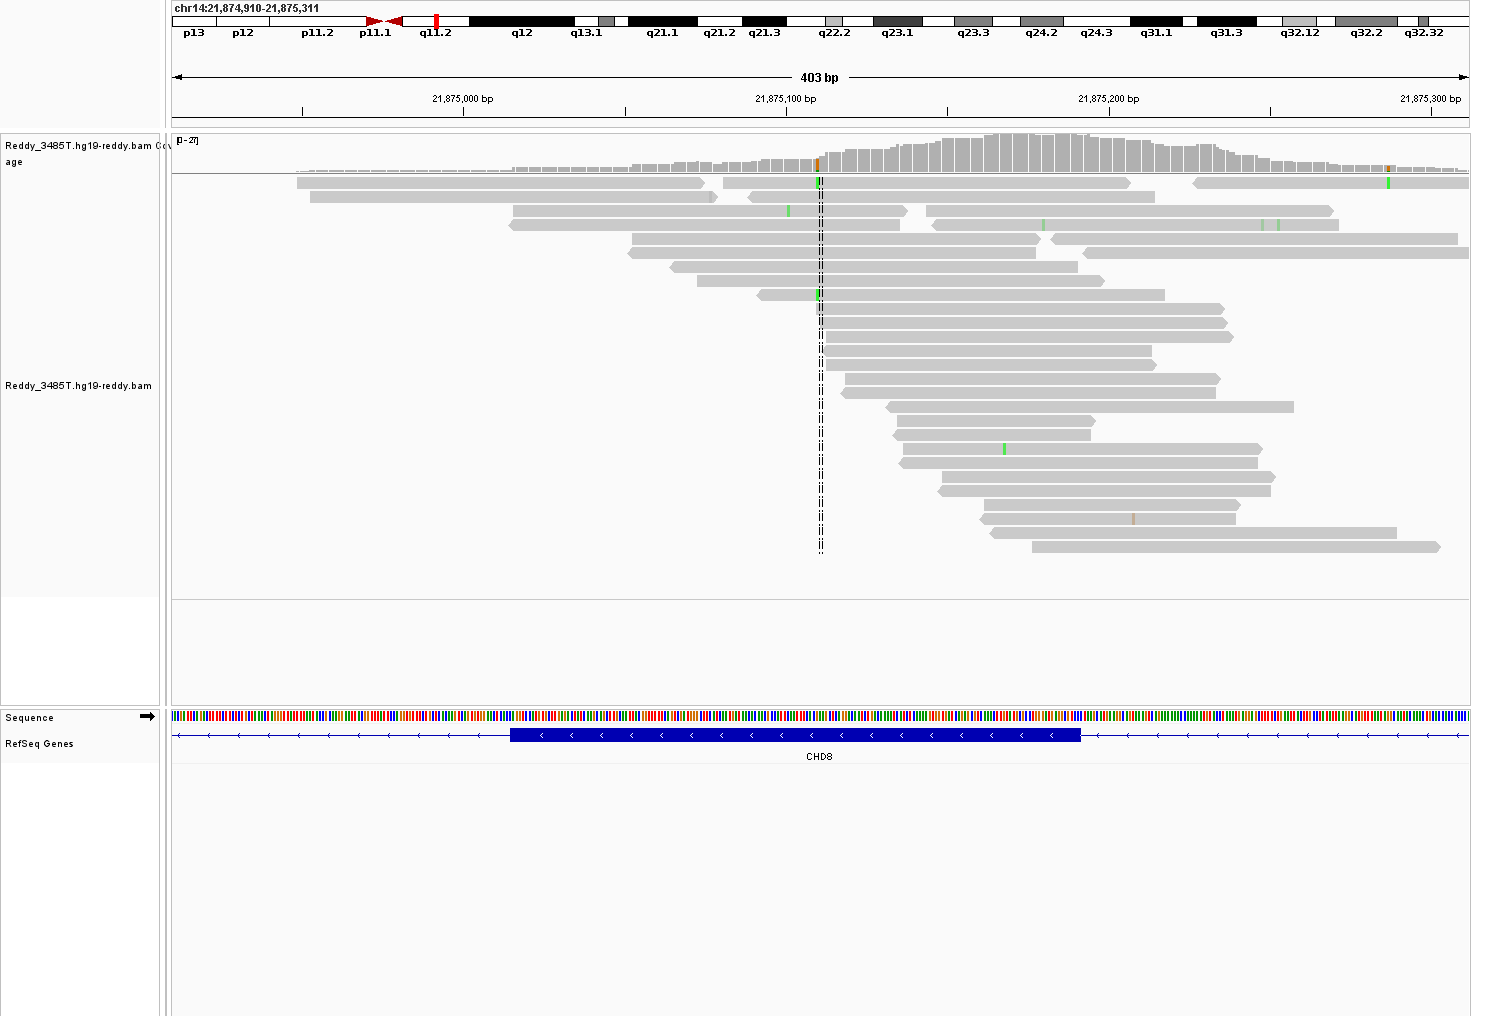 chr14:21,874,910-21,875,311
p13 p12 p11.2 p11.1 q11.2 q12 q13.1 q21.1 q21.2 q21.3 q22.2 q23.1 q23.3 q24.2 q24.3 q31.1 q31.3 q32.12 q32.2 q32.32
403 bp
21,875,000 bp 21,875,100 bp 21,875,200 bp 21,875,300 bp
[0 - 27]
Reddy_3485T.hg19-reddy.bam Cov
age
Reddy_3485T.hg19-reddy.bam
Sequence
RefSeq Genes
CHD8